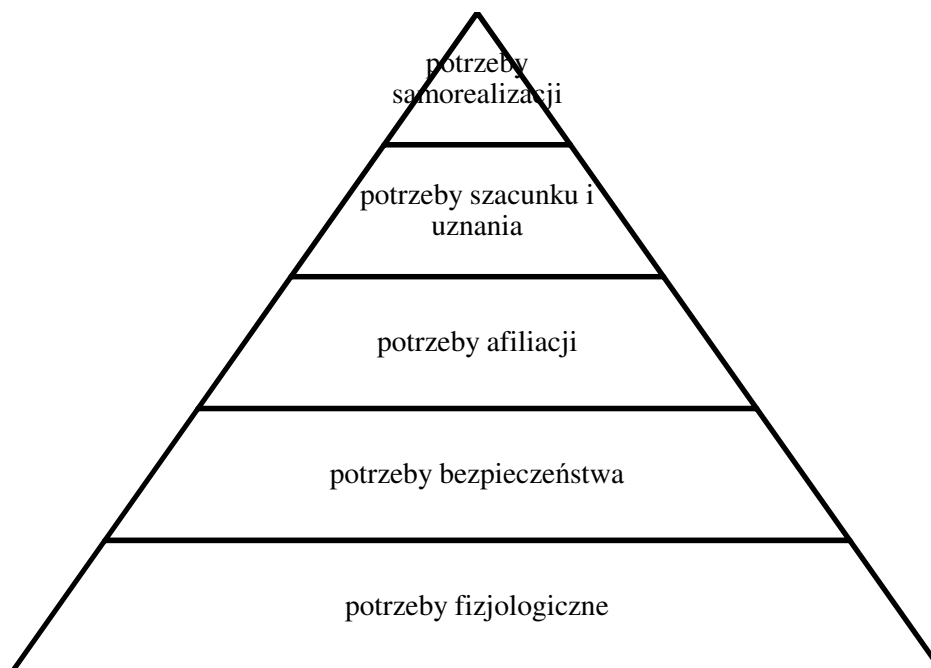 potrzeby
samorealizacji
potrzeby szacunku i
uznania
potrzeby afiliacji
potrzeby bezpieczeństwa
potrzeby fizjologiczne